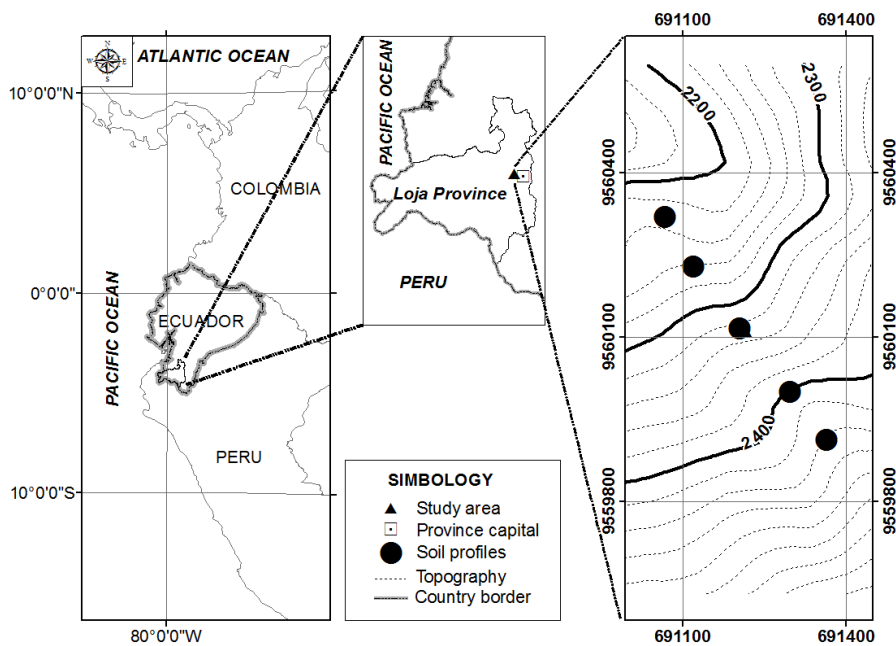 ATLANTIC OCEAN
N
W
E
S
10°0'0"N
0°0'0"
10°0'0"S
80°0'0"W
COLOMBIA
PACIFIC OCEAN
ECUADOR
PERU
PACIFIC OCEAN
Loja Province
PERU
SIMBOLOGY
Study area
Province capital
Soil profiles
Topography
Country border
691100
691400
2200
2300
2400
9560400
9560100
9559800
9560400
9560100
9559800
691100
691400